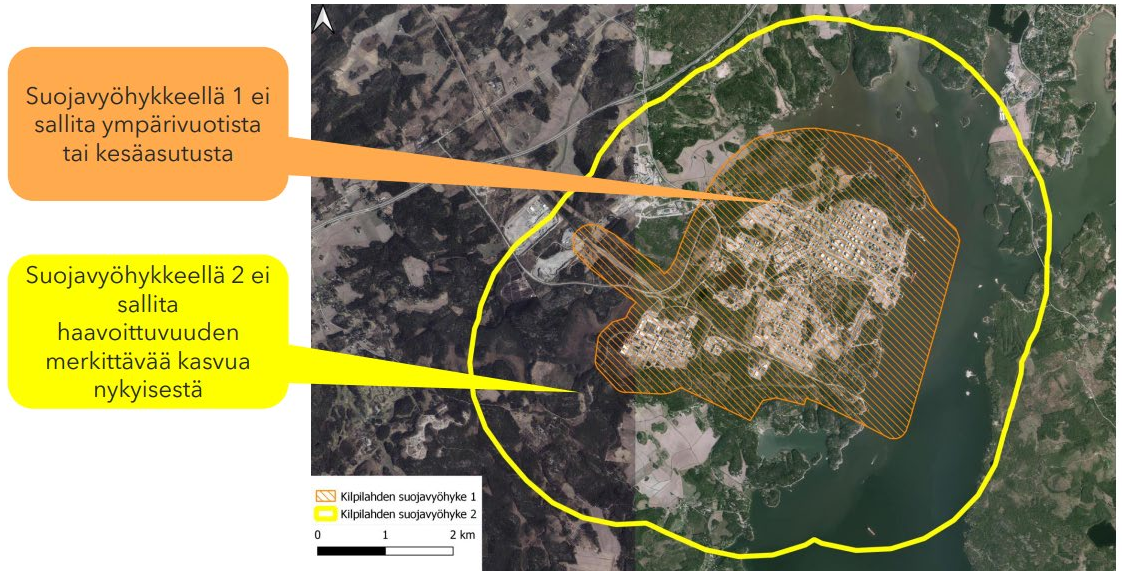 Suojavyöhykkeellä 1 ei
sallita ympärivuotista
tai kesäasutusta
Suojavyöhykkeellä 2 ei
sallita
haavoittuvuuden
merkittävää kasvua
nykyisestä
Kilpilahden suojavyöhyke 1
Kilpilahden suojavyöhyke 2
0 1 2 km